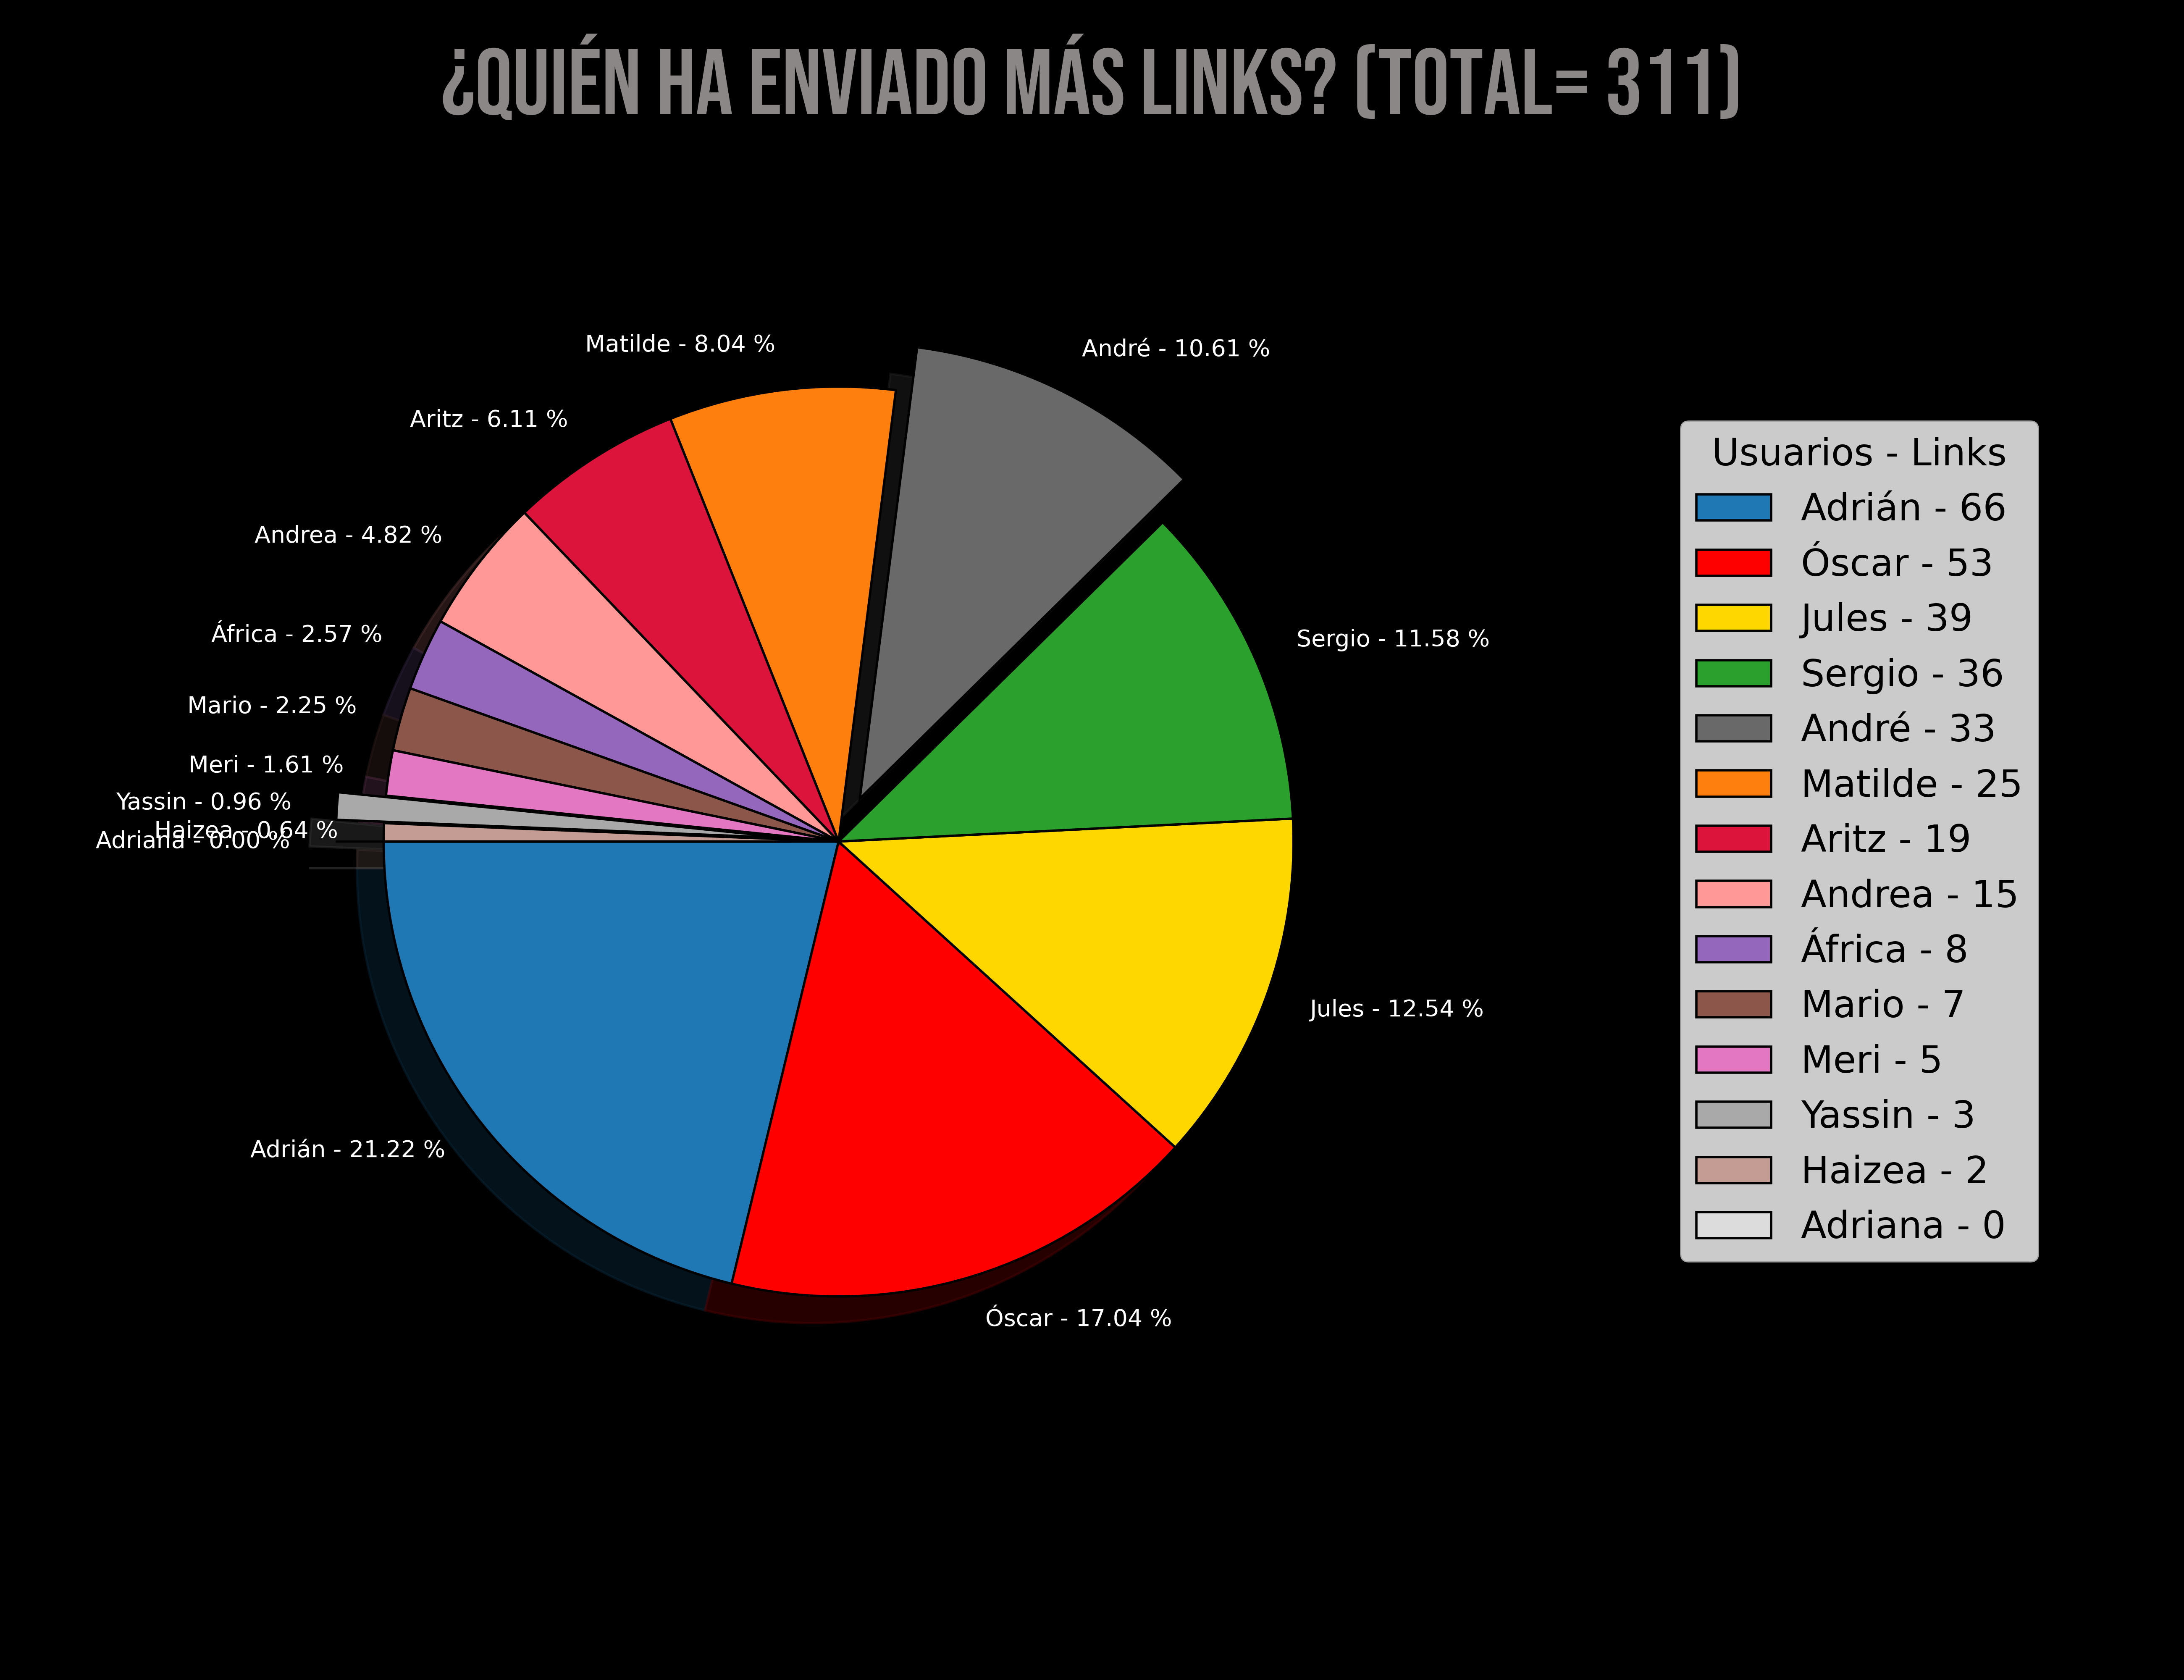 ¿QUIÉN HA ENVIADO MÁS LINKS? (TOTAL= 311)
Matilde - 8.04 %
André - 10.61 %
Aritz - 6.11 %
Andrea - 4.82 %
África - 2.57 %
Sergio - 11.58 %
Mario - 2.25 %
Meri - 1.61 %
Yassin - 0.96 %
Haizea - 0.64 %
Adriana - 0.00 %
Jules - 12.54 %
Adrián - 21.22 %
Óscar - 17.04 %
Usuarios - Links
Adrián - 66
Óscar - 53
Jules - 39
Sergio - 36
André - 33
Matilde - 25
Aritz - 19
Andrea - 15
África - 8
Mario - 7
Meri - 5
Yassin - 3
Haizea - 2
Adriana - 0